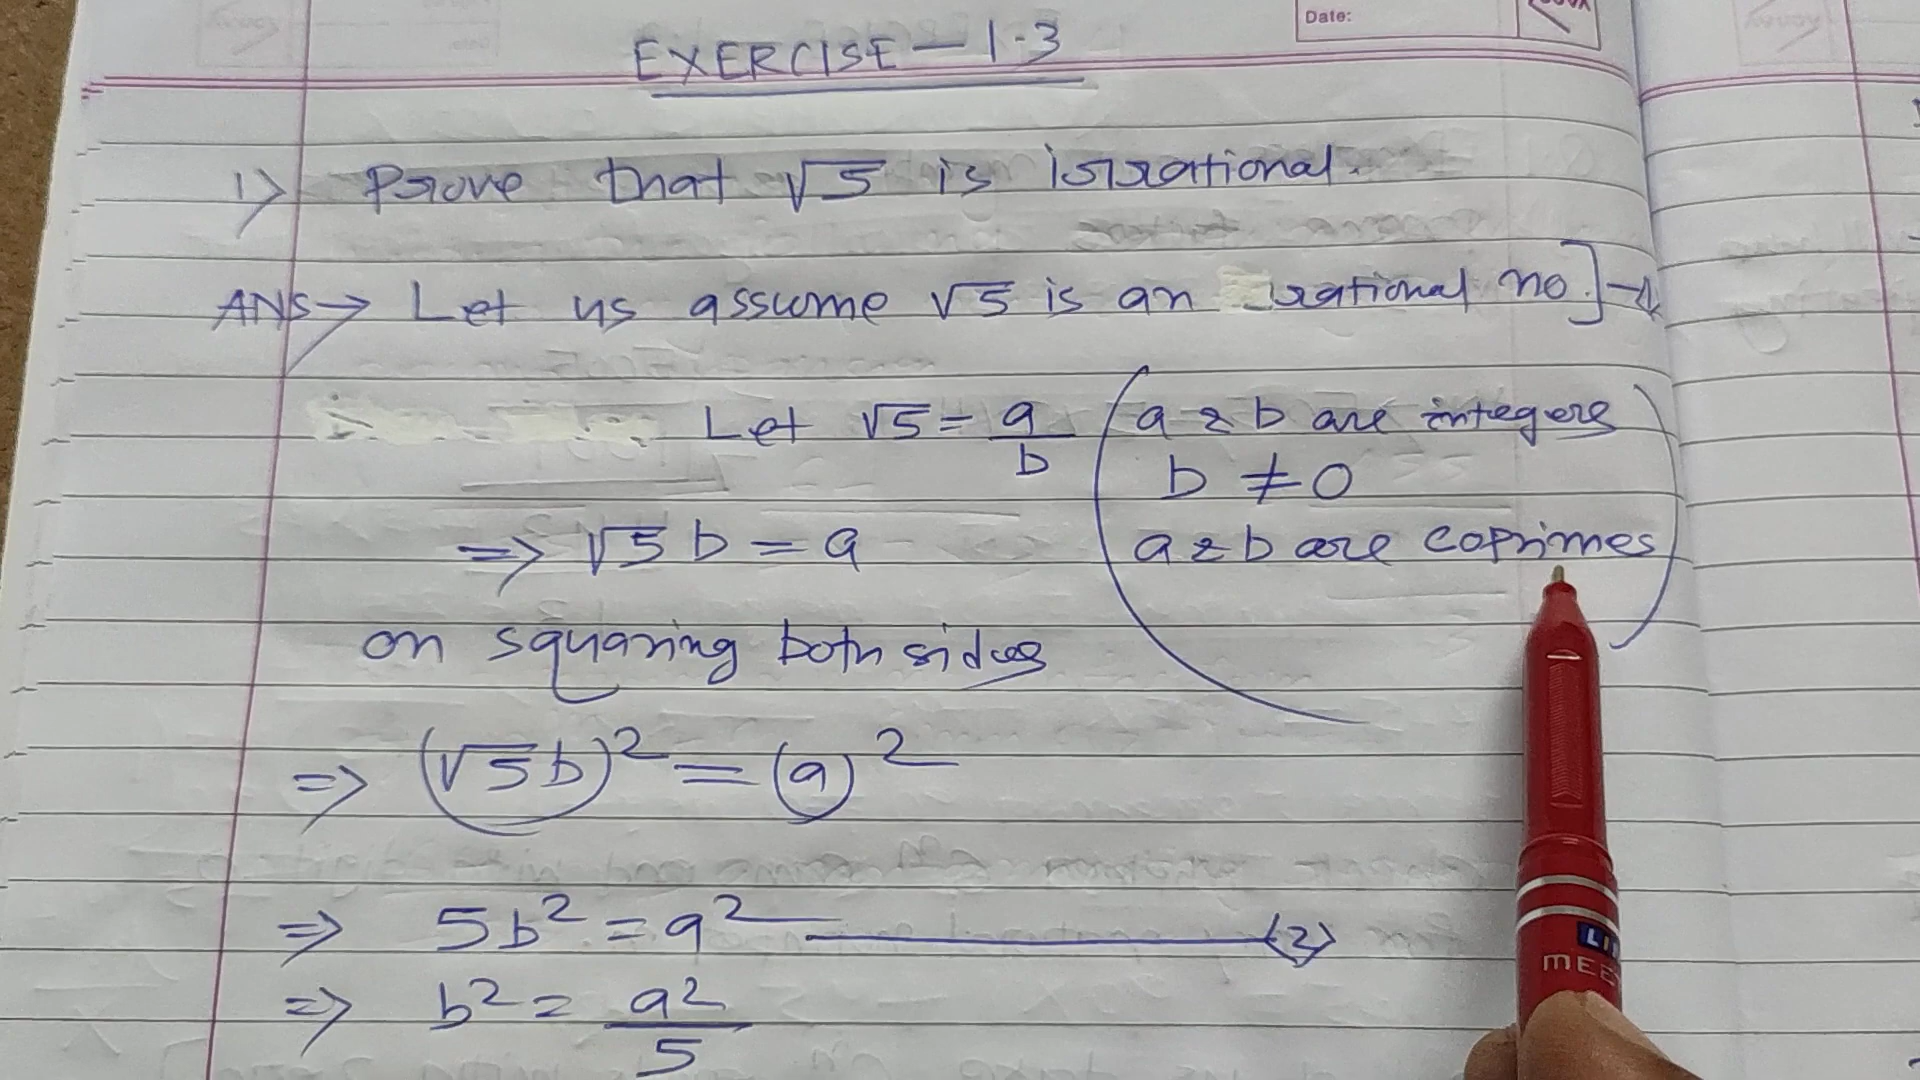 Date:
EXERCISE - 1.3
1) Prove that √5 is irrational.
ANS→ Let us assume √5 is an rational no.] -1
Let √5 = a/b (a & b are integers
b ≠ 0
⇒ √5 b = a a & b are coprimes)
on squaring both sides
⇒ (√5b)² = (a)²
⇒ 5b² = a² ——— (2)
⇒ b² = a²/5